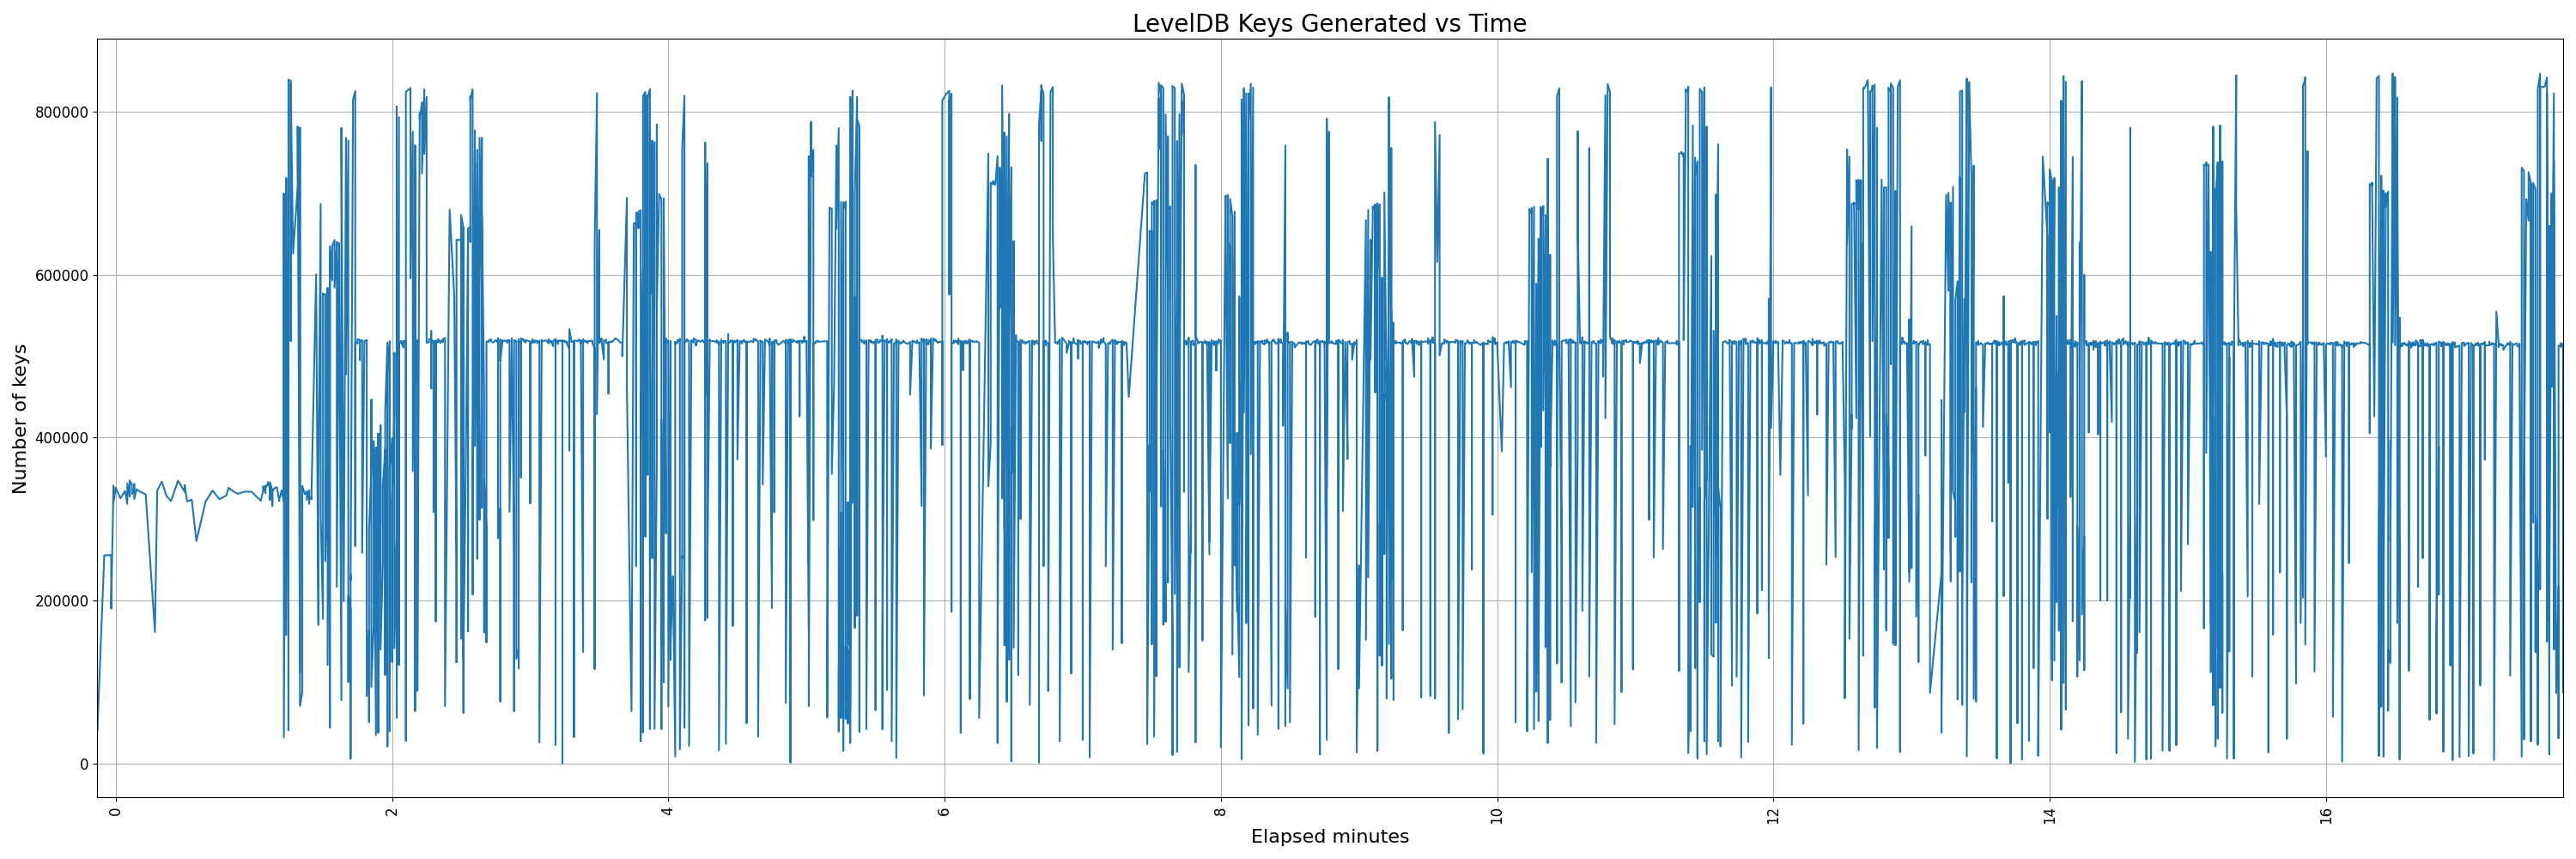 LevelDB Keys Generated vs Time
Number of keys
800000
600000
400000
200000
0
0 2 4 6 8 10 12 14 16
Elapsed minutes